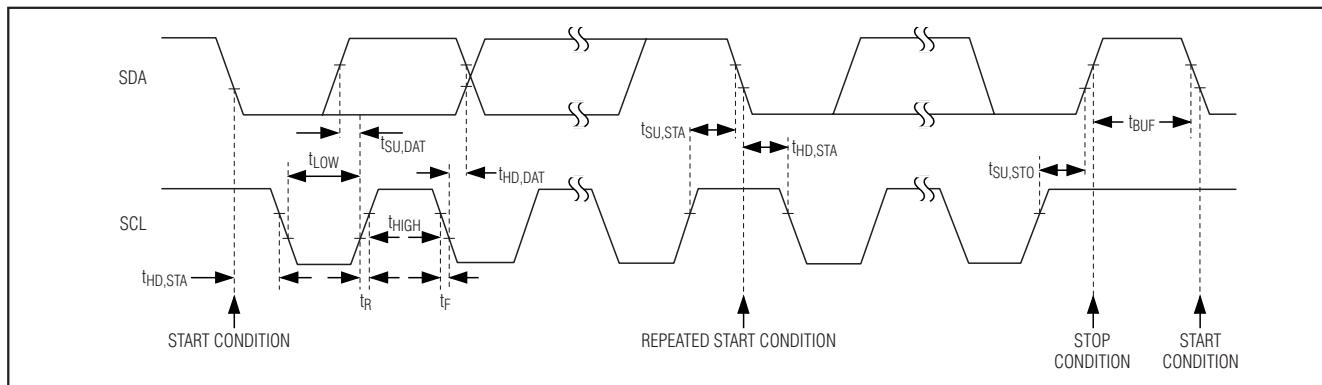 SDA
tSU,DAT
tLOW
tHD,DAT
tSU,STA
tHD,STA
tBUF
tSU,STO
SCL
tHIGH
tHD,STA
tR
tF
START CONDITION
REPEATED START CONDITION
STOP
CONDITION
START
CONDITION